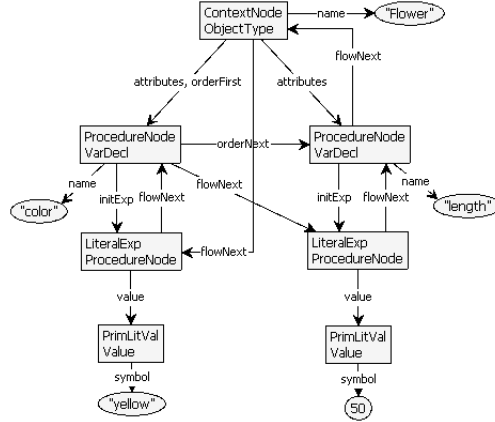 ContextNode
ObjectType
name
"Flower"
flowNext
attributes, orderFirst
attributes
ProcedureNode
VarDecl
orderNext
ProcedureNode
VarDecl
name
flowNext
name
"color"
initExp
flowNext
initExp
flowNext
"length"
LiteralExp
ProcedureNode
flowNext
LiteralExp
ProcedureNode
value
value
PrimLitVal
Value
PrimLitVal
Value
symbol
symbol
"yellow"
50